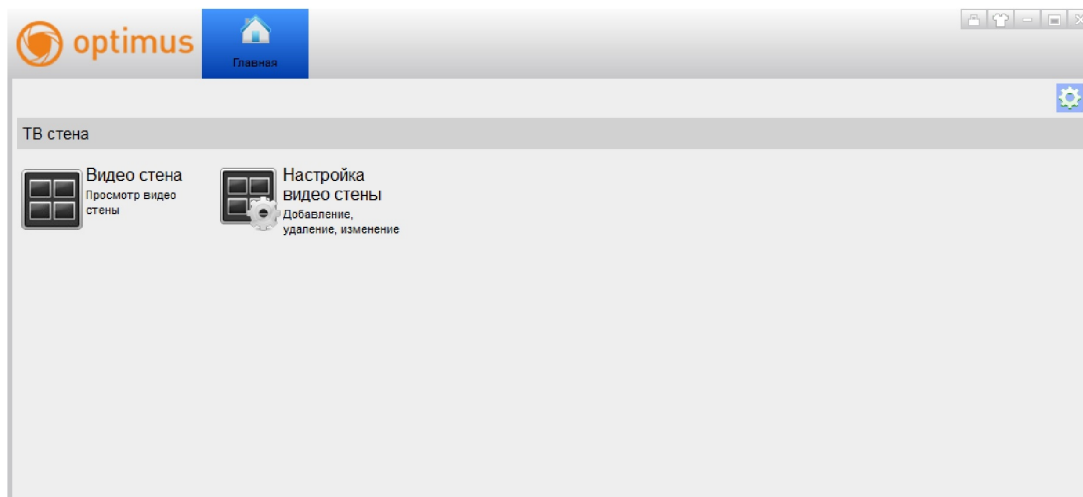 optimus
Главная
ТВ стена
Видео стена
Просмотр видео
стены
Настройка
видео стены
Добавление,
удаление, изменение